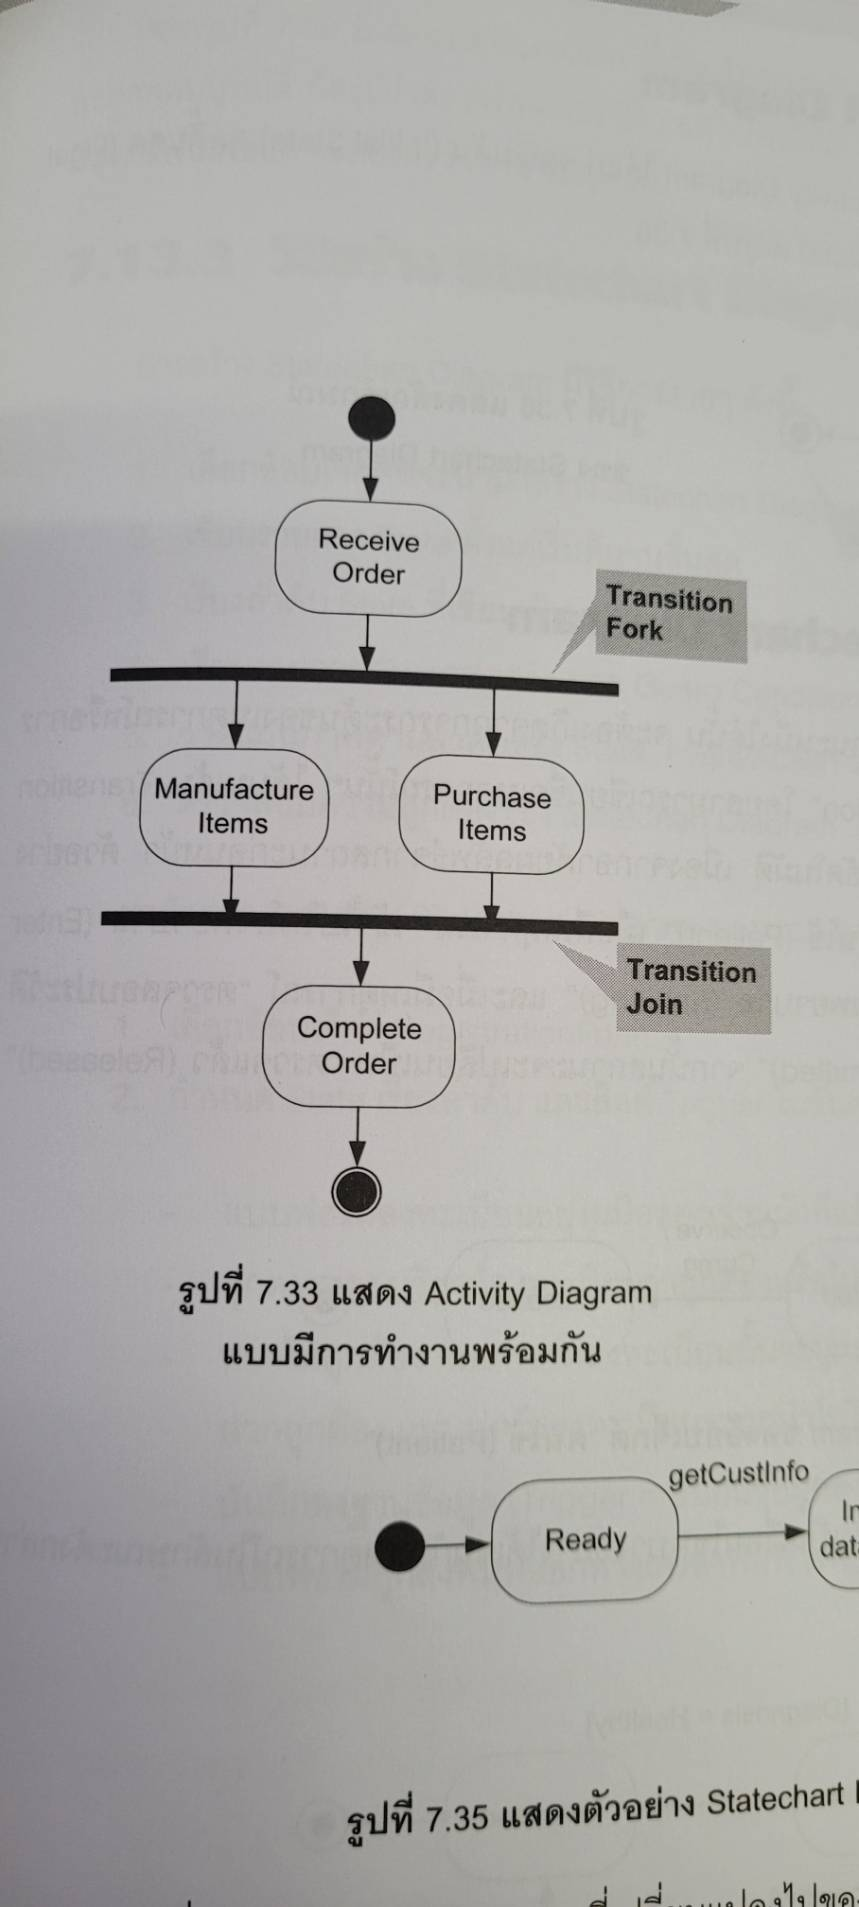 Receive
Order
Transition
Fork
Manufacture
Items
Purchase
Items
Transition
Join
Complete
Order
รูปที่ 7.33 แสดง Activity Diagram
แบบมีการทำงานพร้อมกัน
getCustInfo
Ready
รูปที่ 7.35 แสดงตัวอย่าง Statechart